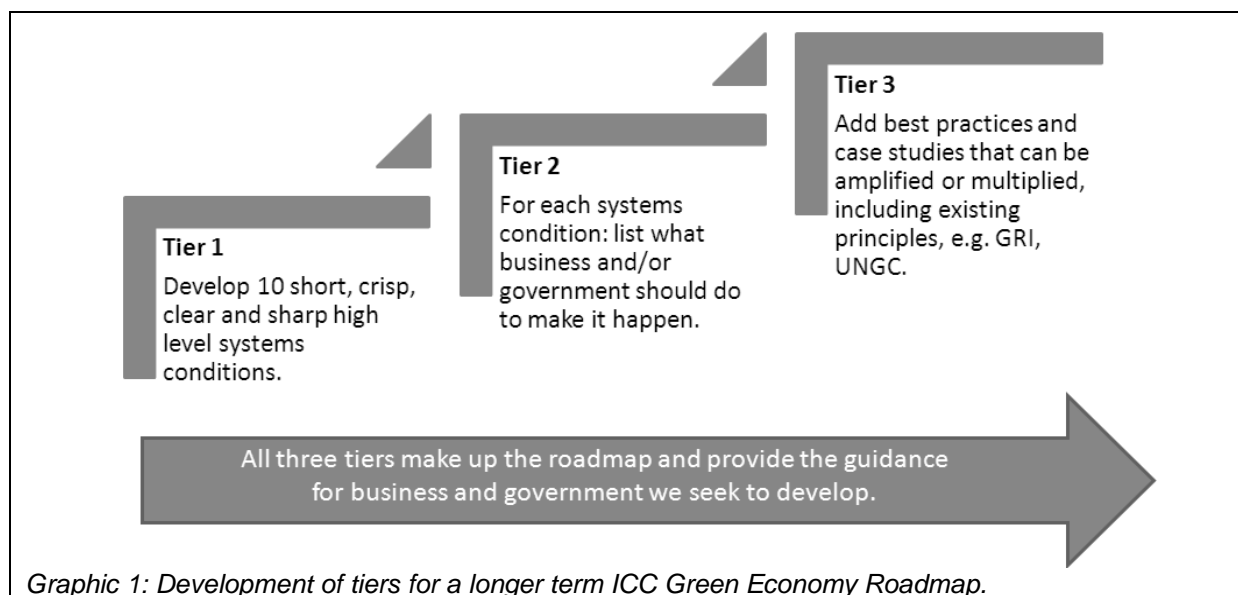 Tier 1
Develop 10 short, crisp,
clear and sharp high
level systems
conditions.
Tier 2
For each systems
condition: list what
business and/or
government should do
to make it happen.
Tier 3
Add best practices and
case studies that can be
amplified or multiplied,
including existing
principles, e.g. GRI,
UNGC.
All three tiers make up the roadmap and provide the guidance
for business and government we seek to develop.
Graphic 1: Development of tiers for a longer term ICC Green Economy Roadmap.